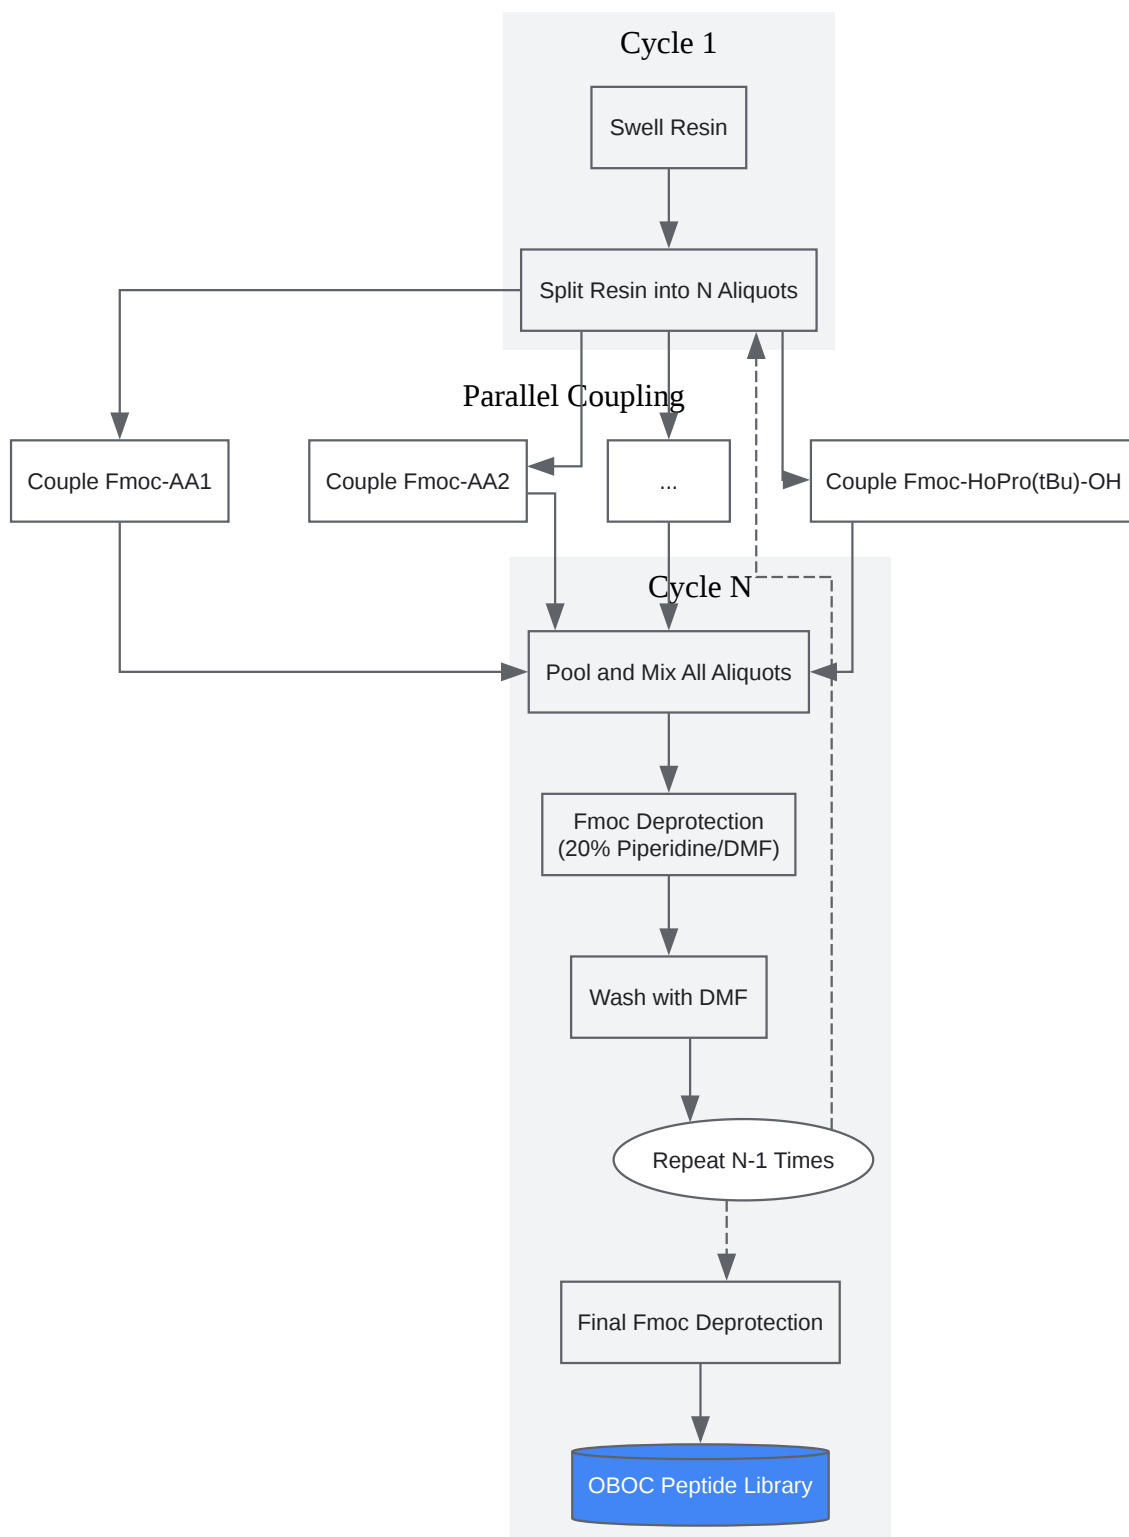 Cycle 1
Swell Resin
Split Resin into N Aliquots
Parallel Coupling
Couple Fmoc-AA1
Couple Fmoc-AA2
...
Couple Fmoc-HoPro(tBu)-OH
Cycle N
Pool and Mix All Aliquots
Fmoc Deprotection
(20% Piperidine/DMF)
Wash with DMF
Repeat N-1 Times
Final Fmoc Deprotection
OBOC Peptide Library